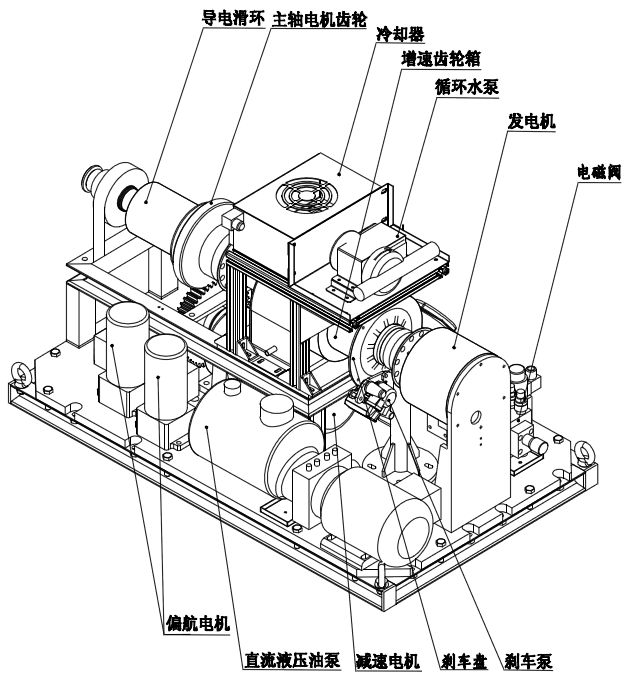 导电滑环
主轴电机齿轮
冷却器
增速齿轮箱
循环水泵
发电机
电磁阀
偏航电机
直流液压油泵
减速电机
刹车盘
刹车泵